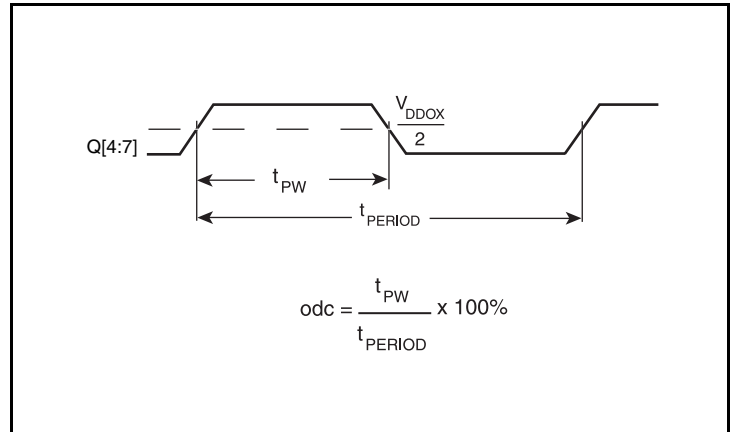 V_DDOX
2
Q[4:7]
t_PW
t_PERIOD
odc = t_PW / t_PERIOD x 100%